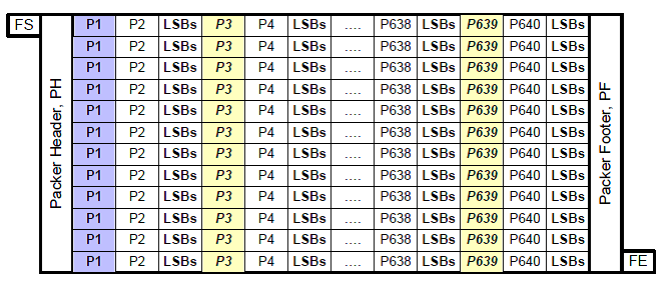 FS P1 P2 LSBs P3 P4 LSBs .... P638 LSBs P639 P640 LSBs
P1 P2 LSBs P3 P4 LSBs .... P638 LSBs P639 P640 LSBs
P1 P2 LSBs P3 P4 LSBs .... P638 LSBs P639 P640 LSBs
P1 P2 LSBs P3 P4 LSBs .... P638 LSBs P639 P640 LSBs
P1 P2 LSBs P3 P4 LSBs .... P638 LSBs P639 P640 LSBs
P1 P2 LSBs P3 P4 LSBs .... P638 LSBs P639 P640 LSBs
P1 P2 LSBs P3 P4 LSBs .... P638 LSBs P639 P640 LSBs
P1 P2 LSBs P3 P4 LSBs .... P638 LSBs P639 P640 LSBs
P1 P2 LSBs P3 P4 LSBs .... P638 LSBs P639 P640 LSBs
P1 P2 LSBs P3 P4 LSBs .... P638 LSBs P639 P640 LSBs
P1 P2 LSBs P3 P4 LSBs .... P638 LSBs P639 P640 LSBs
P1 P2 LSBs P3 P4 LSBs .... P638 LSBs P639 P640 LSBs FE
Packer Header, PH
Packer Footer, PF